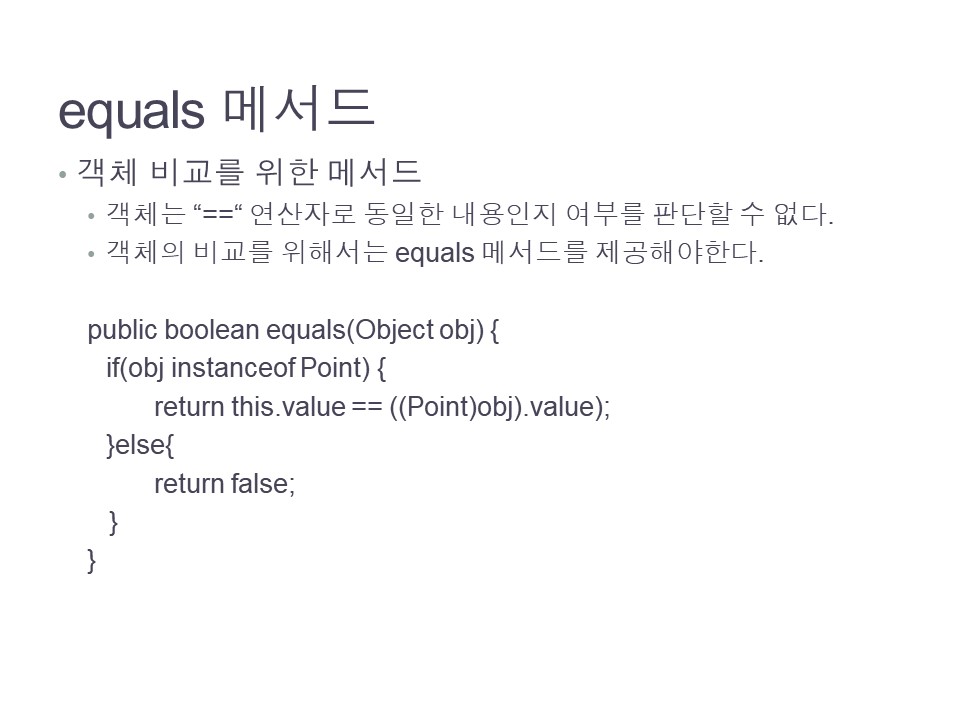 equals 메서드
• 객체 비교를 위한 메서드
• 객체는 “==“ 연산자로 동일한 내용인지 여부를 판단할 수 없다.
• 객체의 비교를 위해서는 equals 메서드를 제공해야한다.
public boolean equals(Object obj) {
if(obj instanceof Point) {
return this.value == ((Point)obj).value);
}else{
return false;
}
}